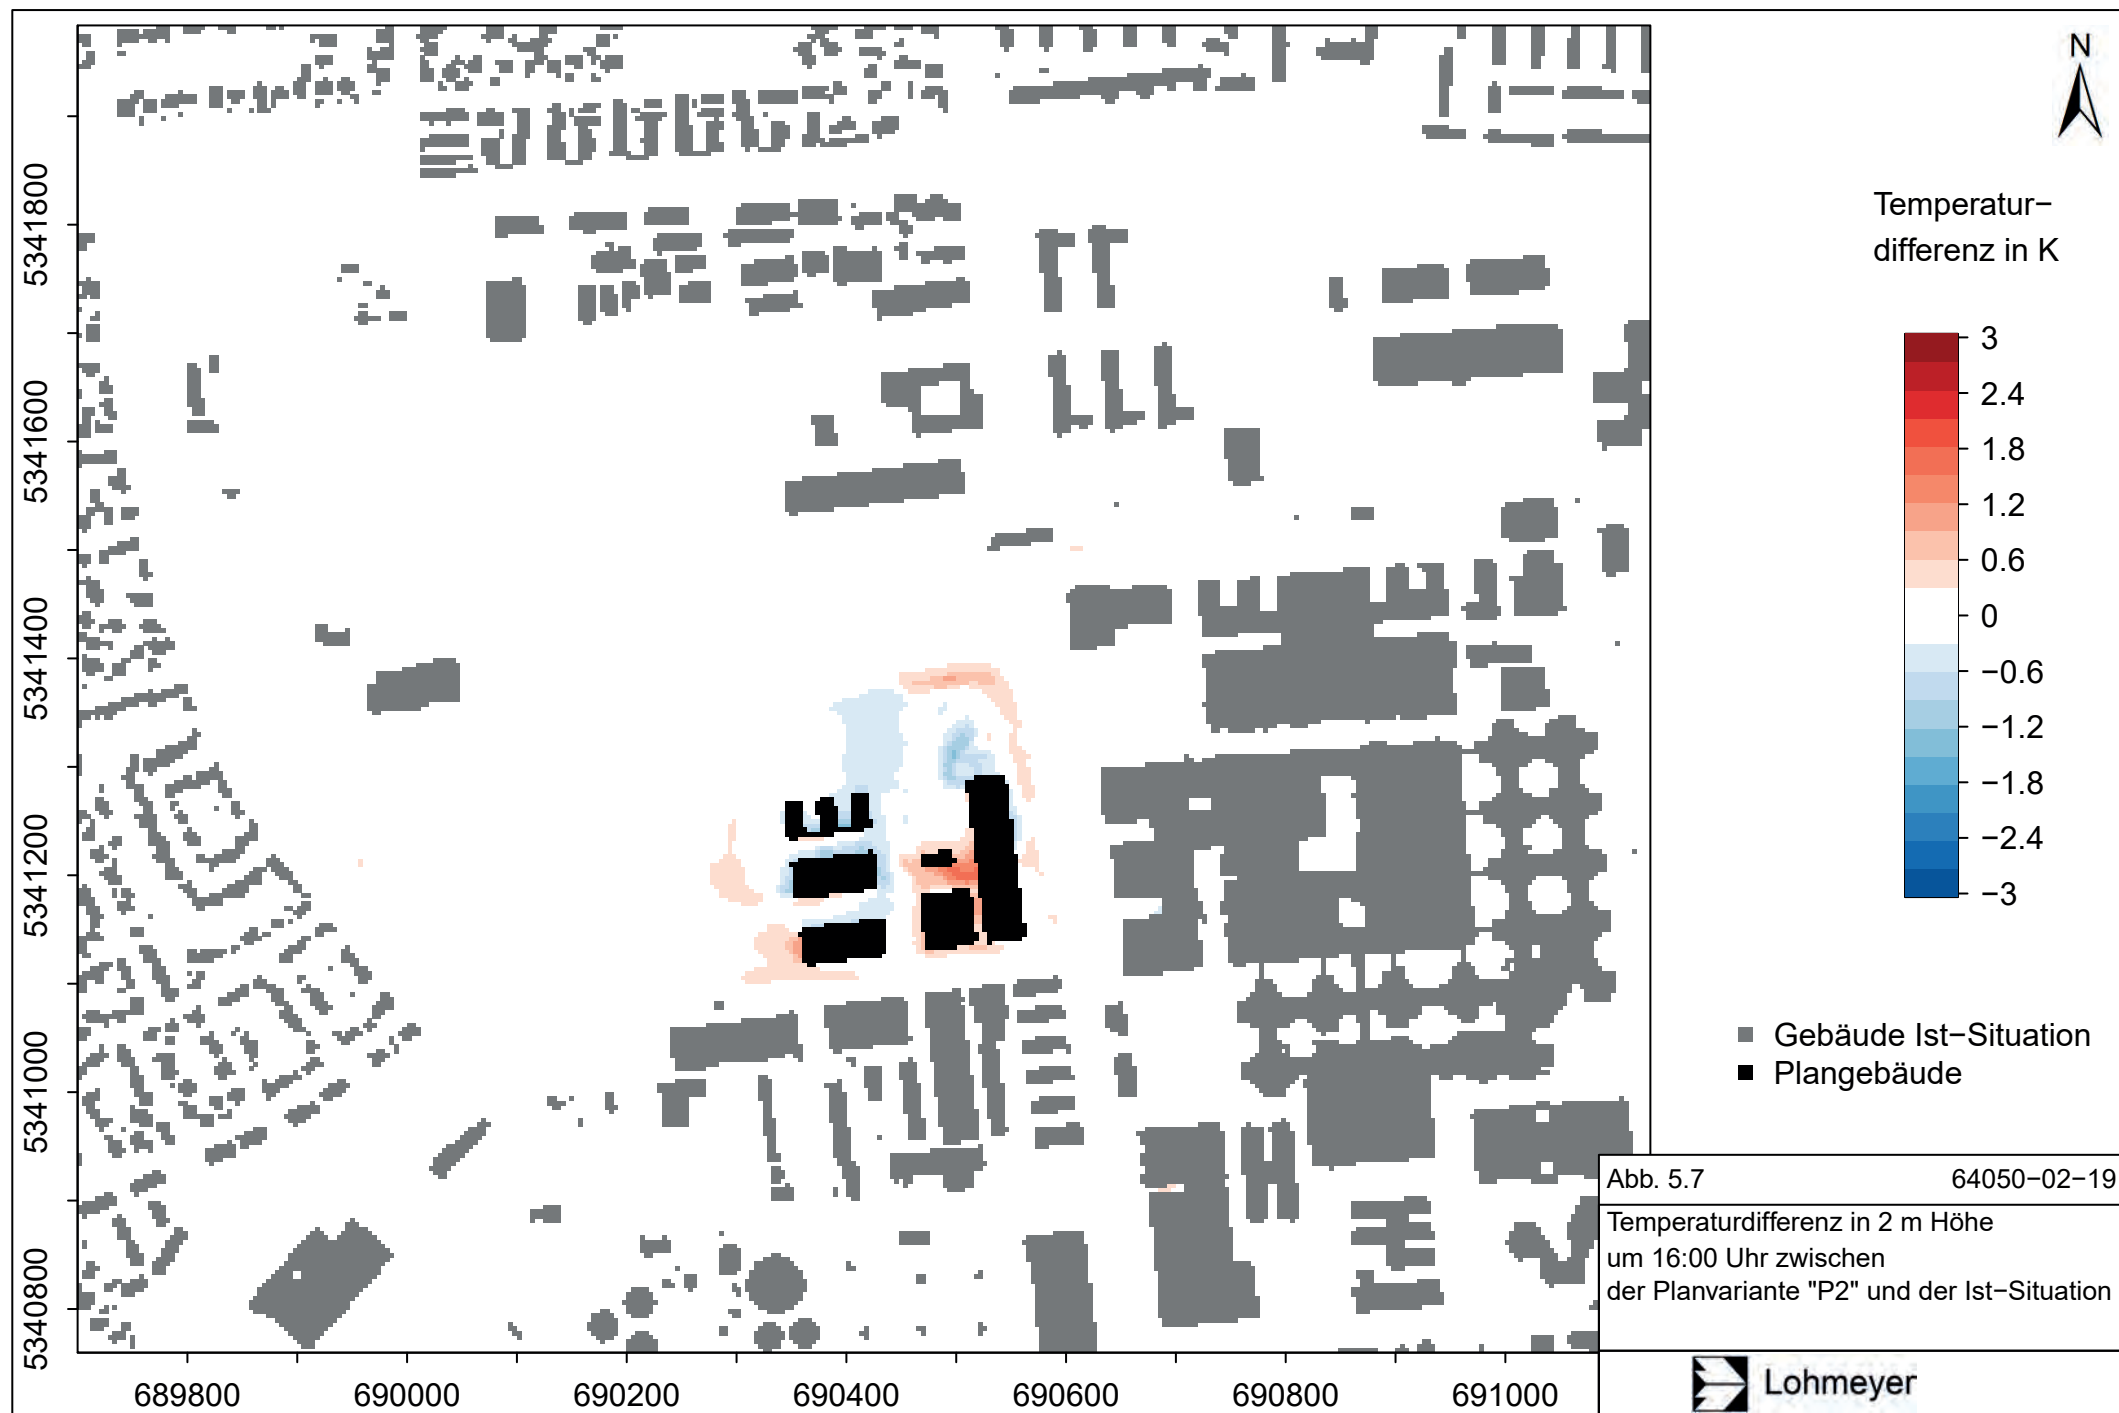 N
Temperatur−
differenz in K
3
2.4
1.8
1.2
0.6
0
−0.6
−1.2
−1.8
−2.4
−3
5341800
5341600
5341400
5341200
5341000
5340800
689800 690000 690200 690400 690600 690800 691000
Gebäude Ist−Situation
Plangebäude
Abb. 5.7 64050−02−19
Temperaturdifferenz in 2 m Höhe
um 16:00 Uhr zwischen
der Planvariante "P2" und der Ist−Situation
Lohmeyer